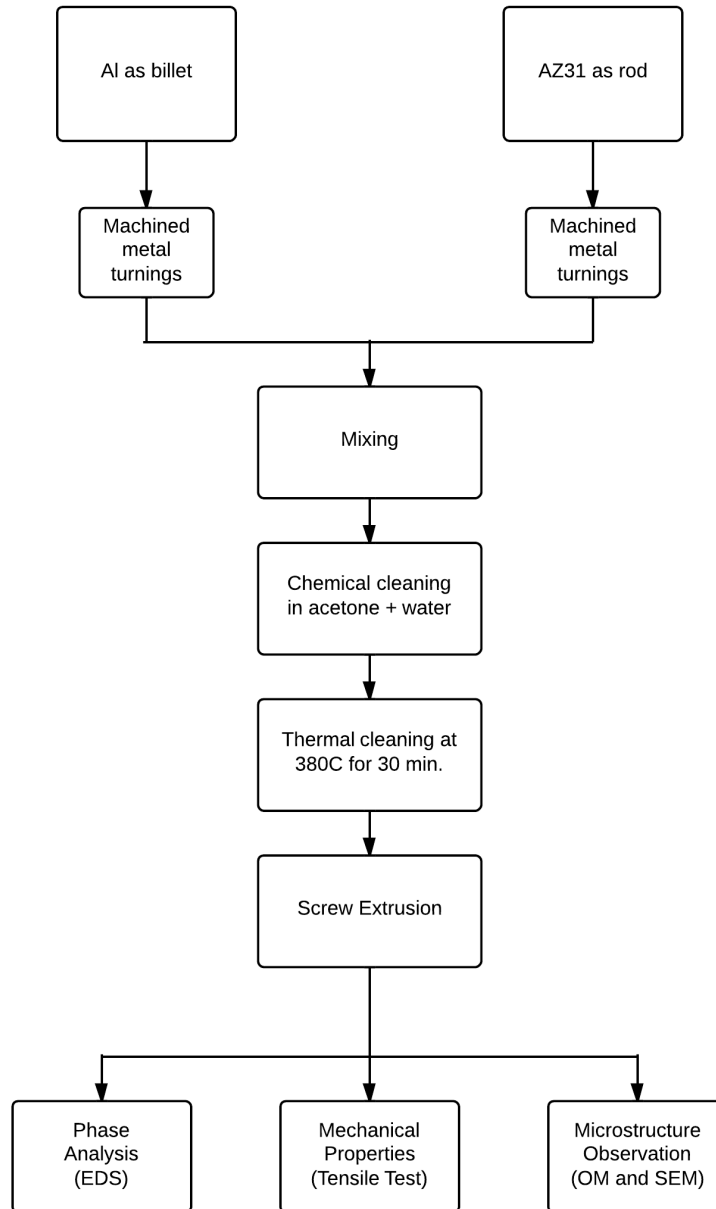 Al as billet
AZ31 as rod
Machined
metal
turnings
Machined
metal
turnings
Mixing
Chemical cleaning
in acetone + water
Thermal cleaning at
380C for 30 min.
Screw Extrusion
Phase
Analysis
(EDS)
Mechanical
Properties
(Tensile Test)
Microstructure
Observation
(OM and SEM)